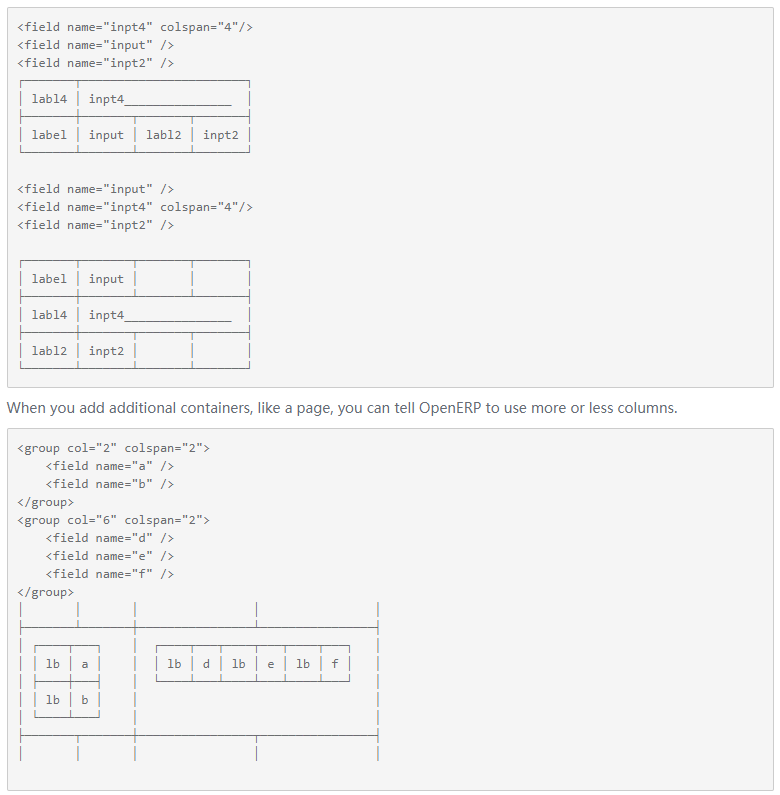 <field name="inpt4" colspan="4"/>
<field name="input" />
<field name="inpt2" />
┌───────┬───────────────────────┐
│ labl4 │ inpt4_______________  │
├───────┼───────┬───────┬───────┤
│ label │ input │ labl2 │ inpt2 │
└───────┴───────┴───────┴───────┘
<field name="input" />
<field name="inpt4" colspan="4"/>
<field name="inpt2" />
┌───────┬───────┬───────┬───────┐
│ label │ input │       │       │
├───────┼───────┴───────┴───────┤
│ labl4 │ inpt4_______________  │
├───────┼───────┬───────┬───────┤
│ labl2 │ inpt2 │       │       │
└───────┴───────┴───────┴───────┘
When you add additional containers, like a page, you can tell OpenERP to use more or less columns.
<group col="2" colspan="2">
    <field name="a" />
    <field name="b" />
</group>
<group col="6" colspan="2">
    <field name="d" />
    <field name="e" />
    <field name="f" />
</group>
│       │       │                │                │
├───────┴───────┼────────────────┴────────────────┤
│ ┌────┬───┐    │  ┌────┬───┬────┬───┬────┬───┐   │
│ │ lb │ a │    │  │ lb │ d │ lb │ e │ lb │ f │   │
│ ├────┼───┤    │  └────┴───┴────┴───┴────┴───┘   │
│ │ lb │ b │    │                                 │
│ └────┴───┘    │                                 │
├───────┬───────┼────────────────┬────────────────┤
│       │       │                │                │